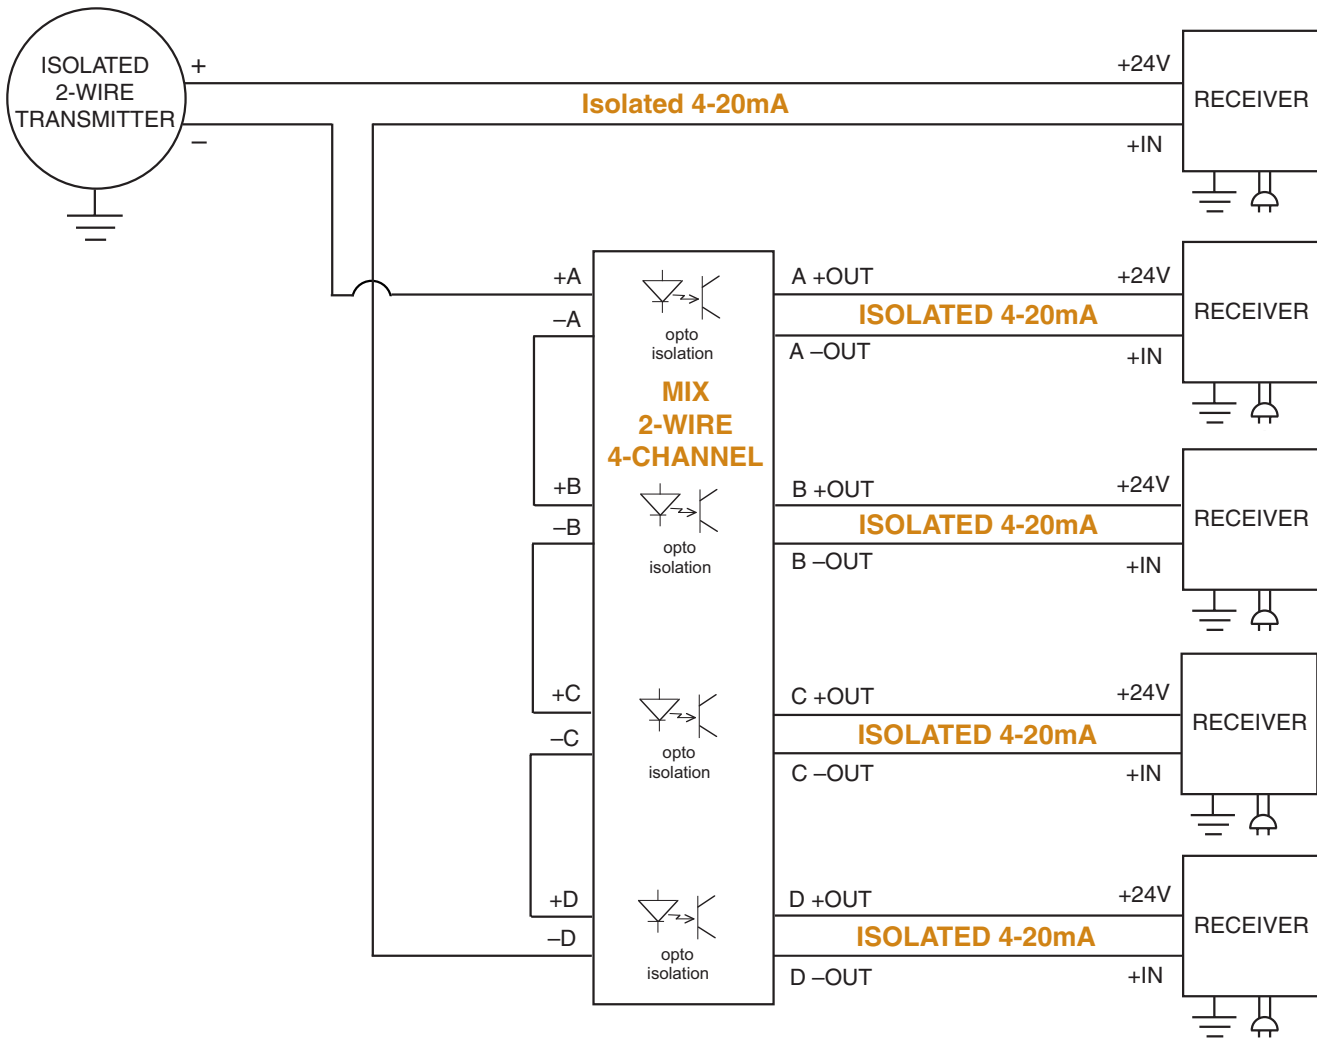 ISOLATED
2-WIRE
TRANSMITTER
+
–
Isolated 4-20mA
+24V
+IN
RECEIVER
+A
–A
opto
isolation
A +OUT
ISOLATED 4-20mA
A –OUT
+24V
+IN
RECEIVER
MIX
2-WIRE
4-CHANNEL
+B
–B
opto
isolation
B +OUT
ISOLATED 4-20mA
B –OUT
+24V
+IN
RECEIVER
+C
–C
opto
isolation
C +OUT
ISOLATED 4-20mA
C –OUT
+24V
+IN
RECEIVER
+D
–D
opto
isolation
D +OUT
ISOLATED 4-20mA
D –OUT
+24V
+IN
RECEIVER